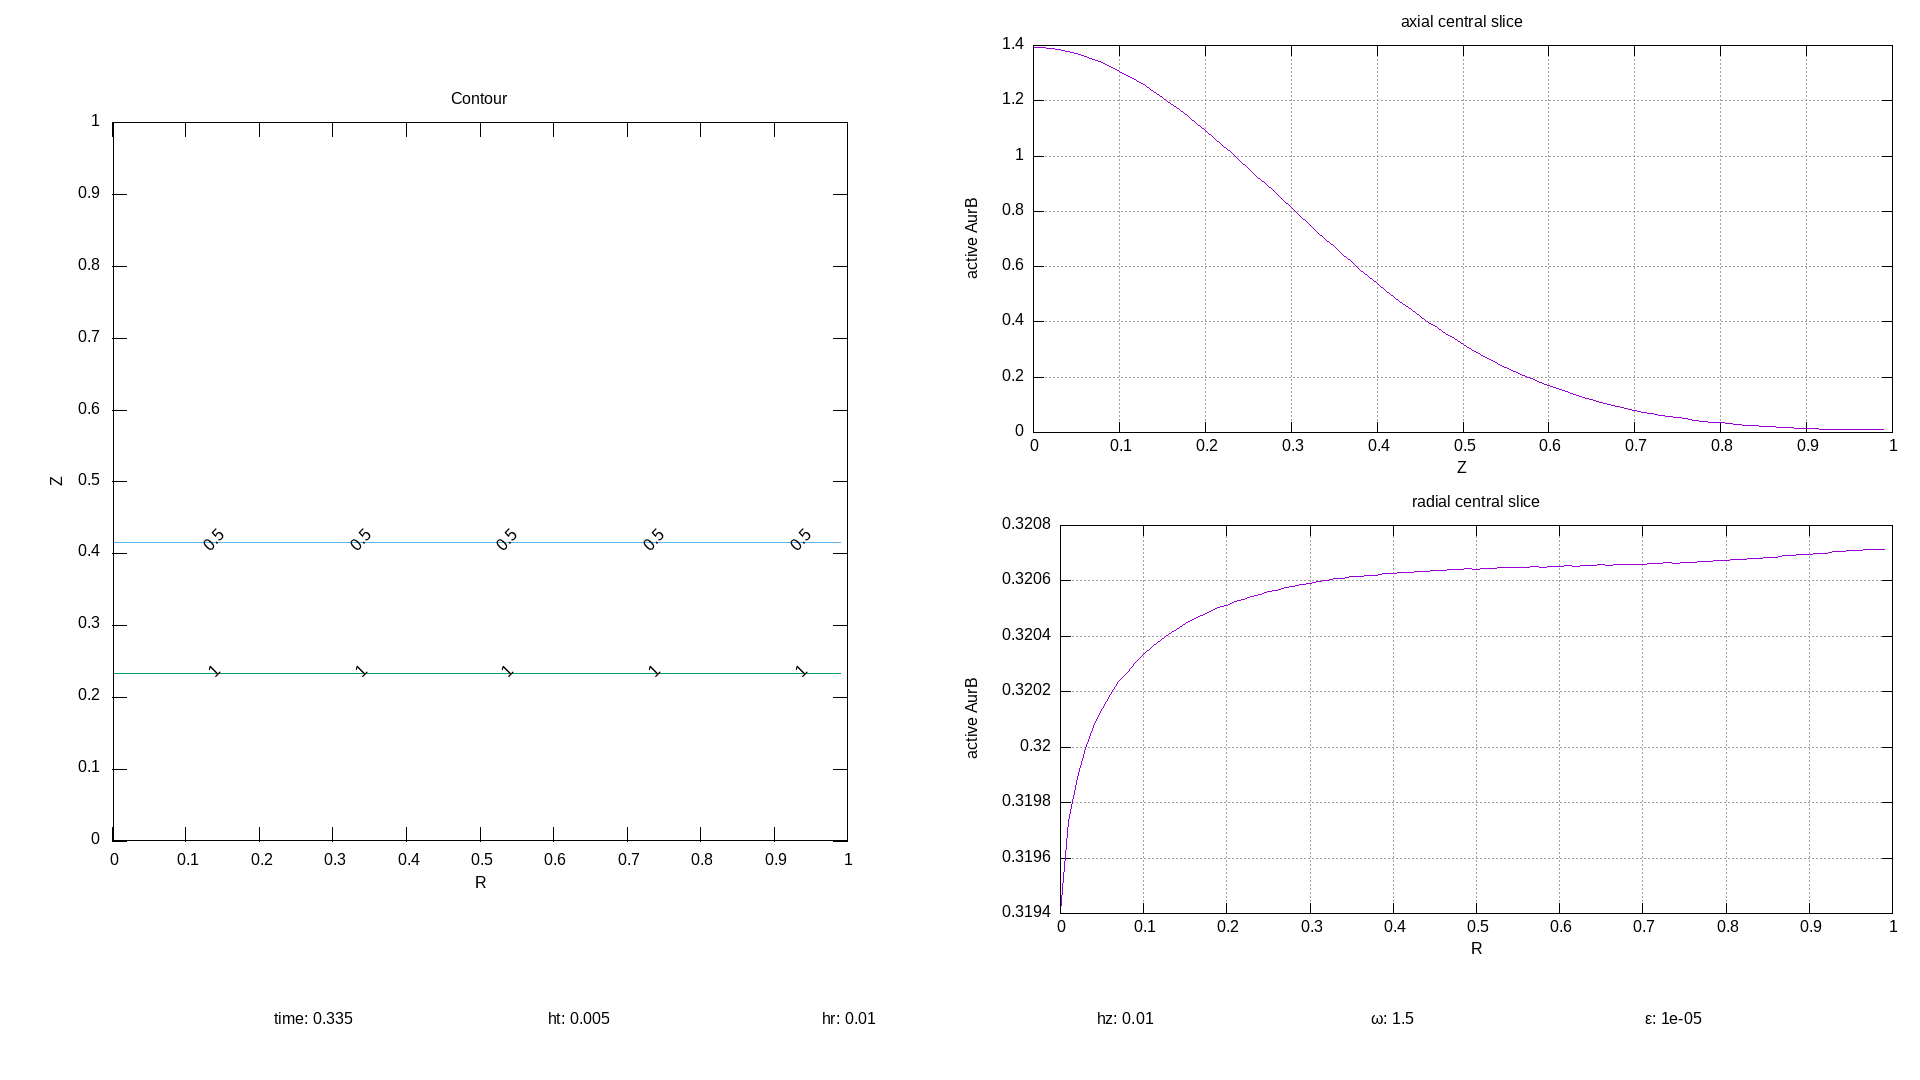 Contour
1
0.9
0.8
0.7
0.6
0.5
0.4
0.3
0.2
0.1
0
Z
0.5 0.5 0.5 0.5 0.5
1 1 1 1 1
0 0.1 0.2 0.3 0.4 0.5 0.6 0.7 0.8 0.9 1
R
axial central slice
1.4
1.2
1
0.8
0.6
0.4
0.2
0
active AurB
0 0.1 0.2 0.3 0.4 0.5 0.6 0.7 0.8 0.9 1
Z
radial central slice
0.3208
0.3206
0.3204
0.3202
0.32
0.3198
0.3196
0.3194
active AurB
0 0.1 0.2 0.3 0.4 0.5 0.6 0.7 0.8 0.9 1
R
time: 0.335 ht: 0.005 hr: 0.01 hz: 0.01 ω: 1.5 ε: 1e-05